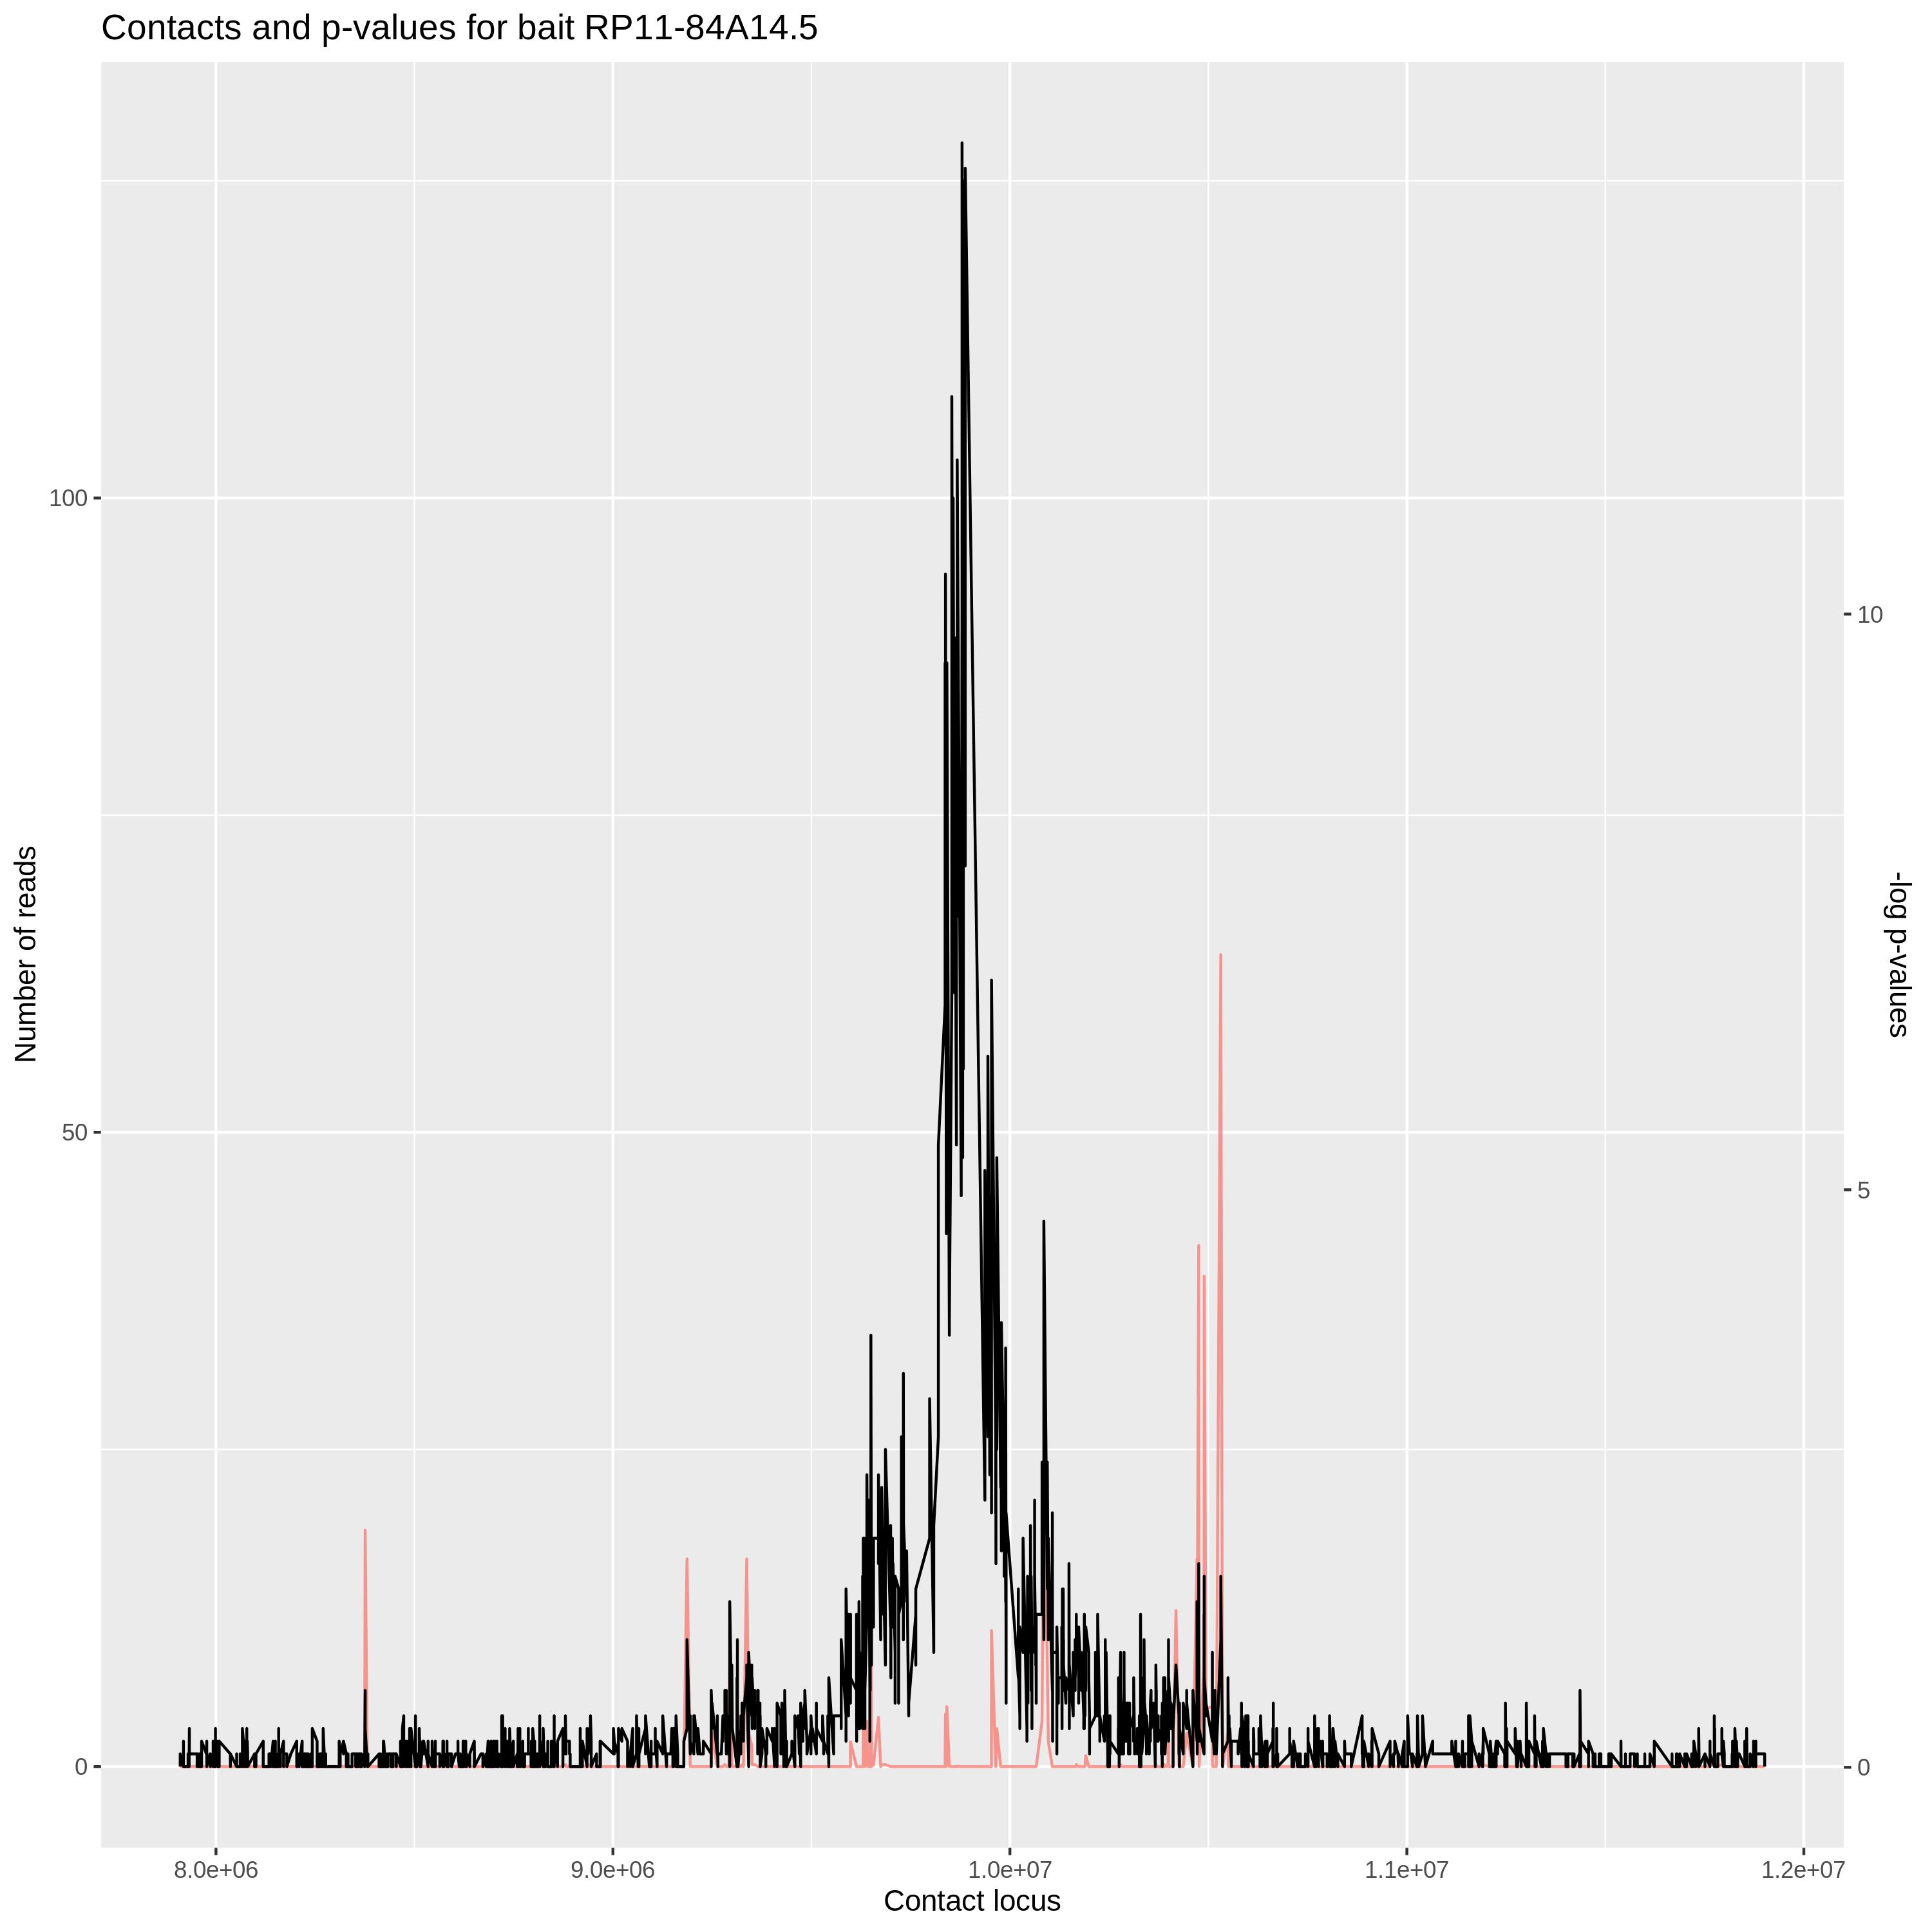 Contacts and p-values for bait RP11-84A14.5
Number of reads
100
50
0
10
5
0
-log p-values
8.0e+06
9.0e+06
1.0e+07
1.1e+07
1.2e+07
Contact locus